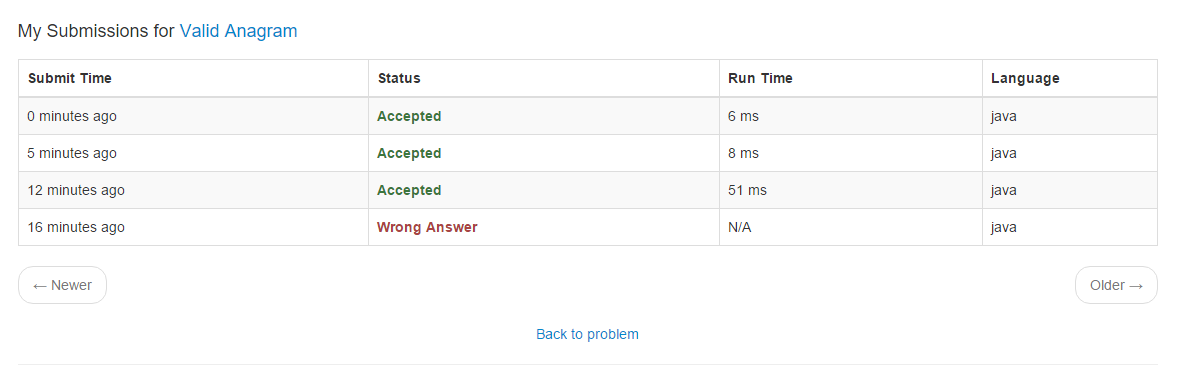 My Submissions for Valid Anagram
Submit Time Status Run Time Language
0 minutes ago Accepted 6 ms java
5 minutes ago Accepted 8 ms java
12 minutes ago Accepted 51 ms java
16 minutes ago Wrong Answer N/A java
← Newer Older →
Back to problem